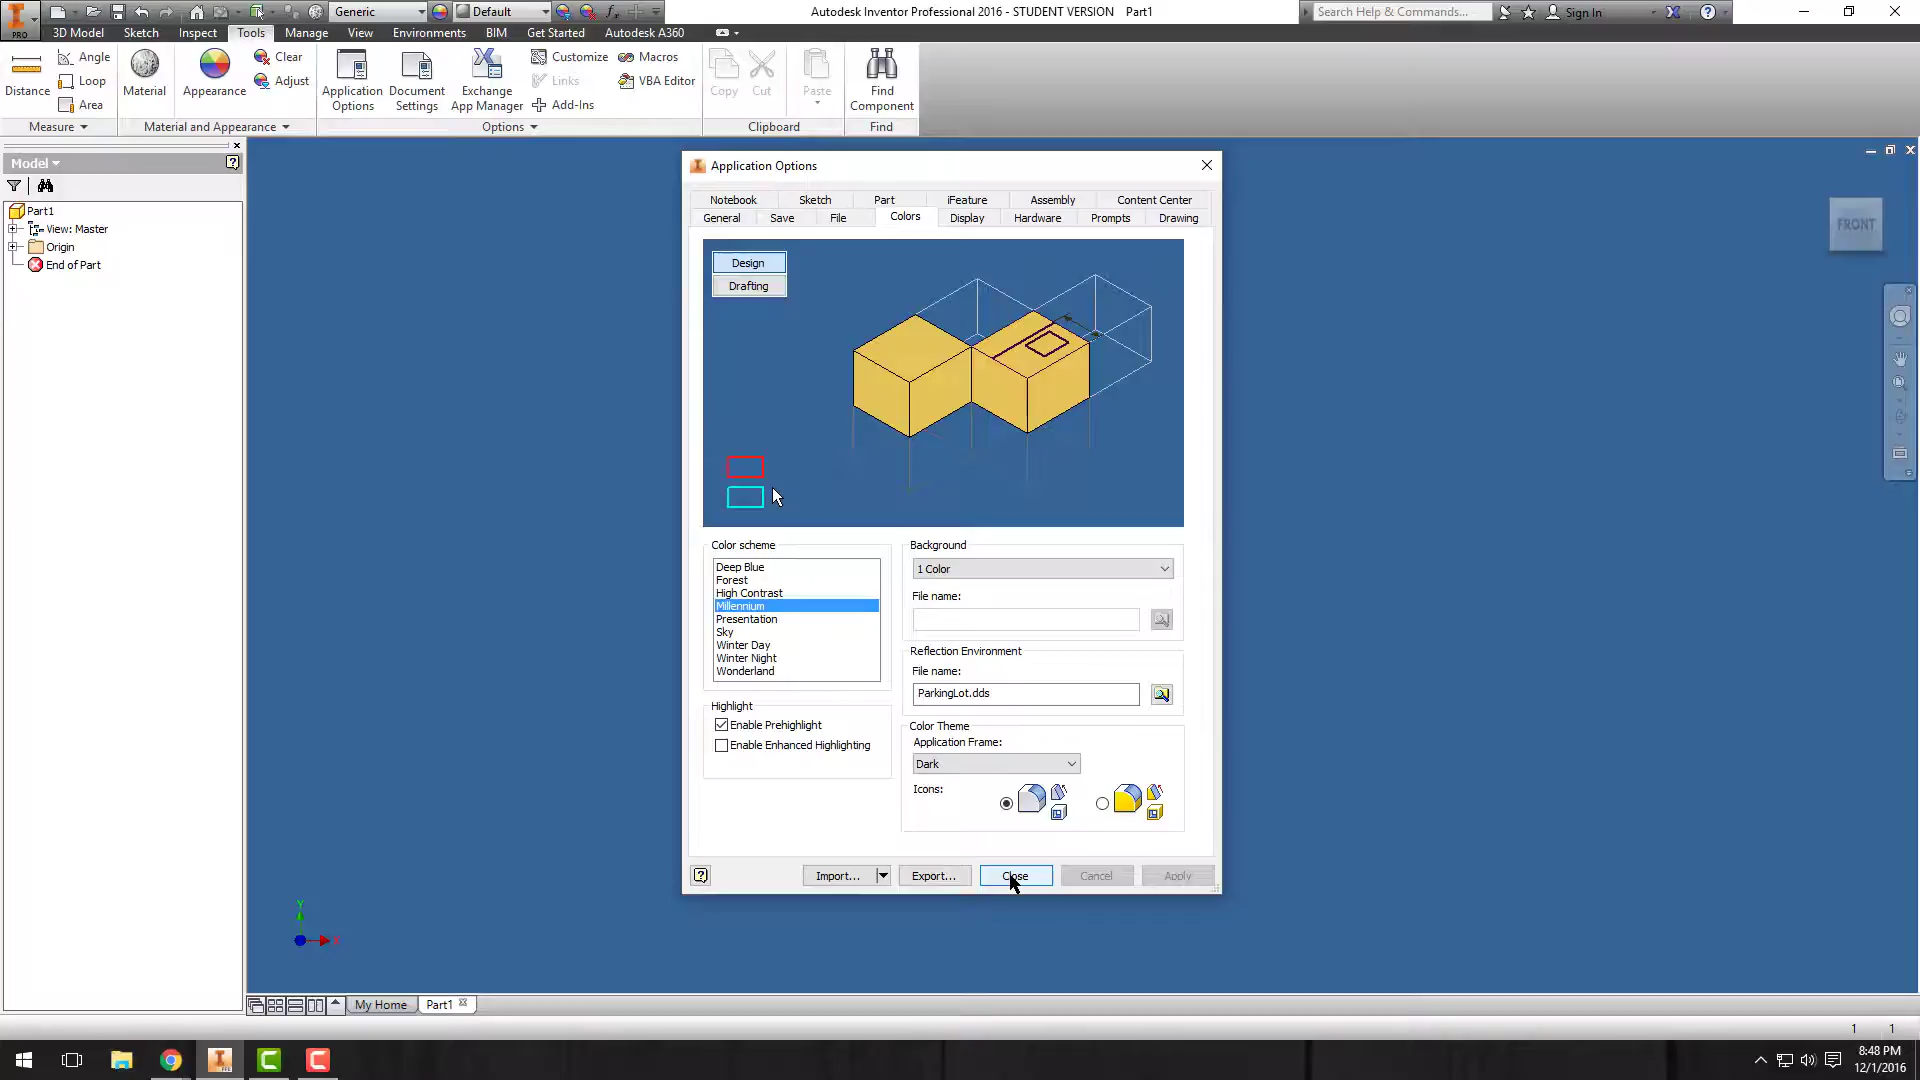 Generic
Default
Autodesk Inventor Professional 2016 - STUDENT VERSION Part1
Search Help & Commands...
Sign In
PRO
3D Model
Sketch
Inspect
Tools
Manage
View
Environments
BIM
Get Started
Autodesk A360
Distance
Angle
Loop
Area
Material
Appearance
Clear
Adjust
Application
Options
Document
Settings
Exchange
App Manager
Customize
Links
Add-Ins
Macros
VBA Editor
Copy
Cut
Paste
Find
Component
Measure
Material and Appearance
Options
Clipboard
Find
Model
Part1
View: Master
Origin
End of Part
FRONT
Application Options
Notebook
Sketch
Part
iFeature
Assembly
Content Center
General
Save
File
Colors
Display
Hardware
Prompts
Drawing
Design
Drafting
Color scheme
Deep Blue
Forest
High Contrast
Millennium
Presentation
Sky
Winter Day
Winter Night
Wonderland
Highlight
Enable Prehighlight
Enable Enhanced Highlighting
Background
1 Color
File name:
Reflection Environment
File name:
ParkingLot.dds
Color Theme
Application Frame:
Dark
Icons:
Import...
Export...
Close
Cancel
Apply
Y
X
My Home
Part1
1 1
8:48 PM
12/1/2016